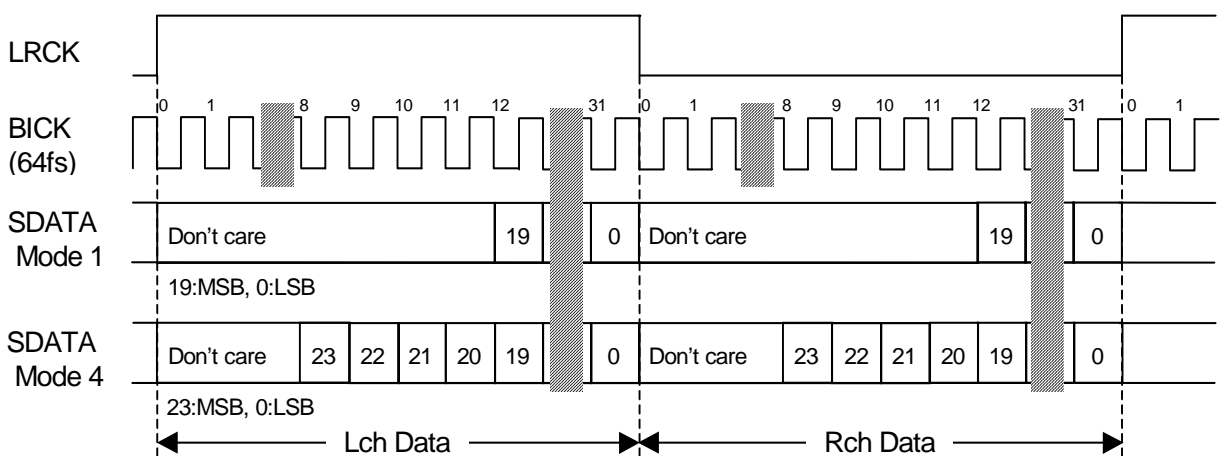 LRCK
0 1 8 9 10 11 12 31 0 1 8 9 10 11 12 31 0 1
BICK
(64fs)
SDATA
Mode 1
Don't care 19 0 Don't care 19 0
19:MSB, 0:LSB
SDATA
Mode 4
Don't care 23 22 21 20 19 0 Don't care 23 22 21 20 19 0
23:MSB, 0:LSB
Lch Data Rch Data